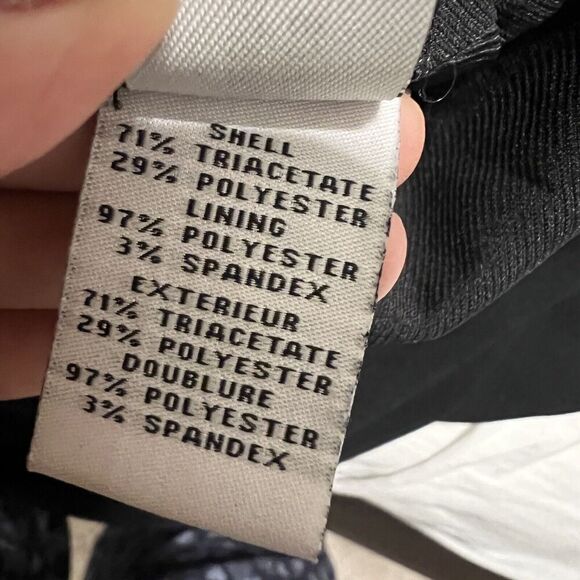 SHELL
71% TRIACETATE
29% POLYESTER
LINING
97% POLYESTER
3% SPANDEX
EXTERIEUR
71% TRIACETATE
29% POLYESTER
DOUBLURE
97% POLYESTER
3% SPANDEX